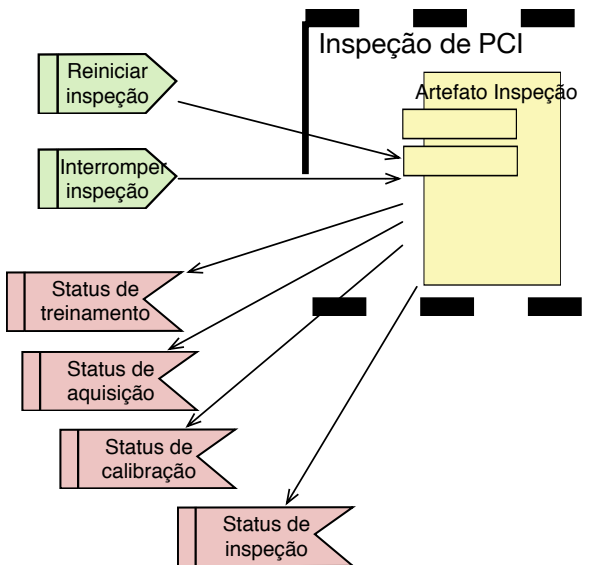 Inspeção de PCI
Reiniciar
inspeção
Artefato Inspeção
Interromper
inspeção
Status de
treinamento
Status de
aquisição
Status de
calibração
Status de
inspeção